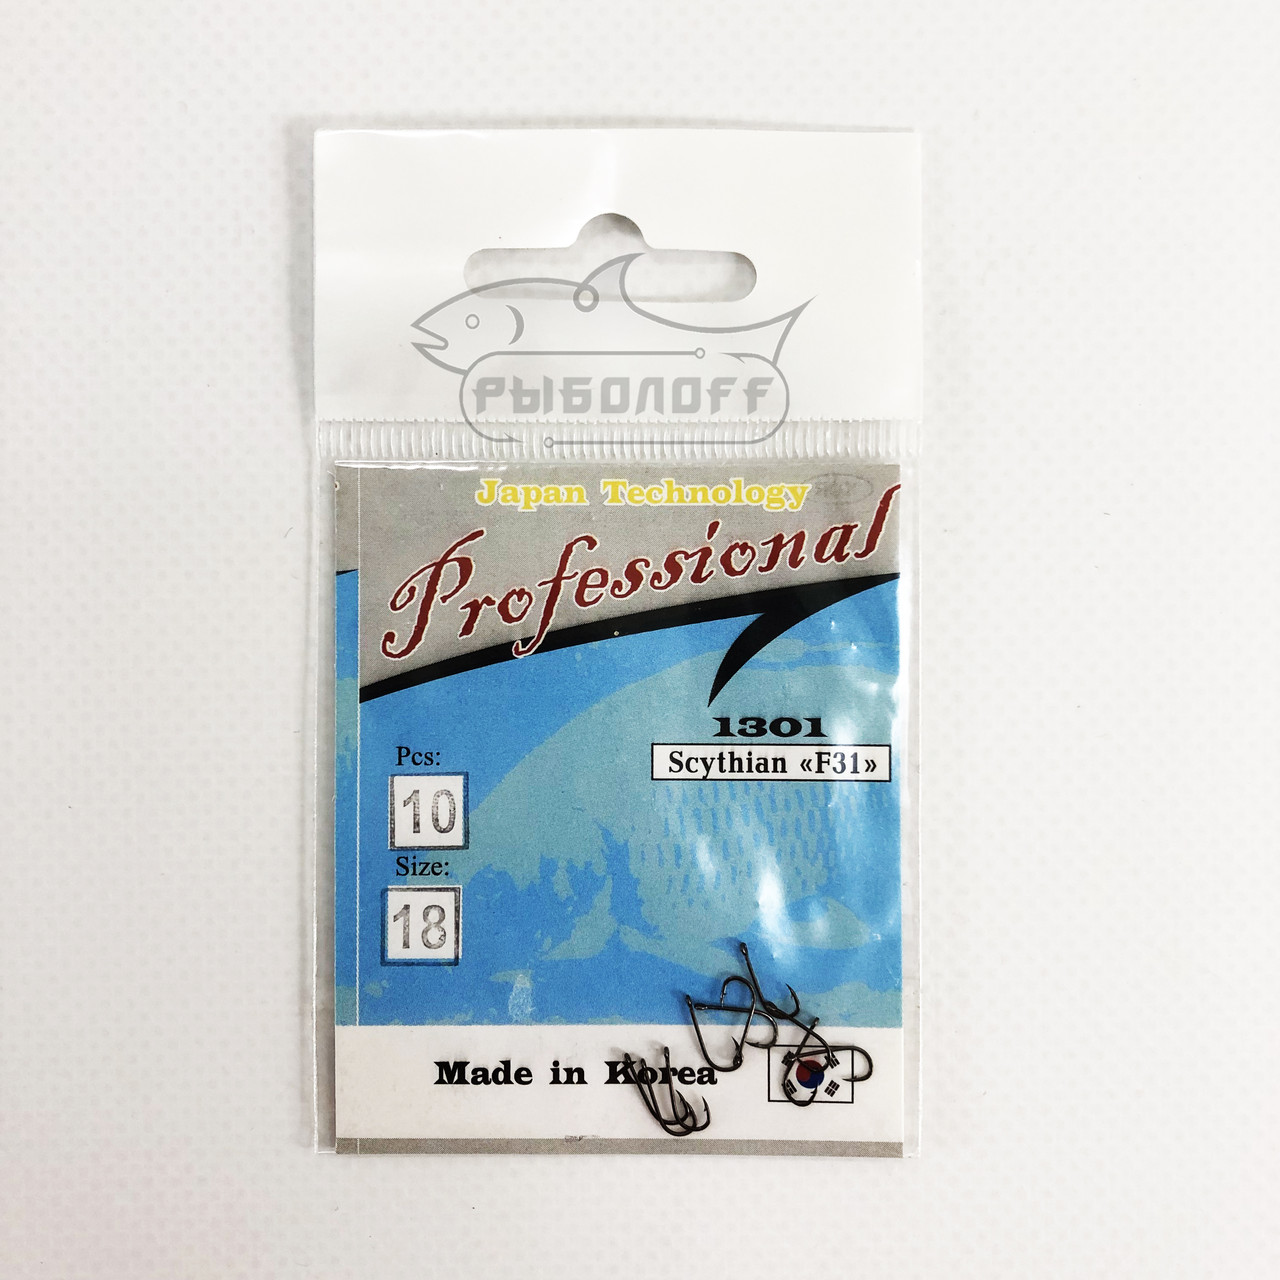 РЫБОЛОFF
Japan Technology
Professional
1301
Scythian «F31»
Pcs:
10
Size:
18
Made in Korea